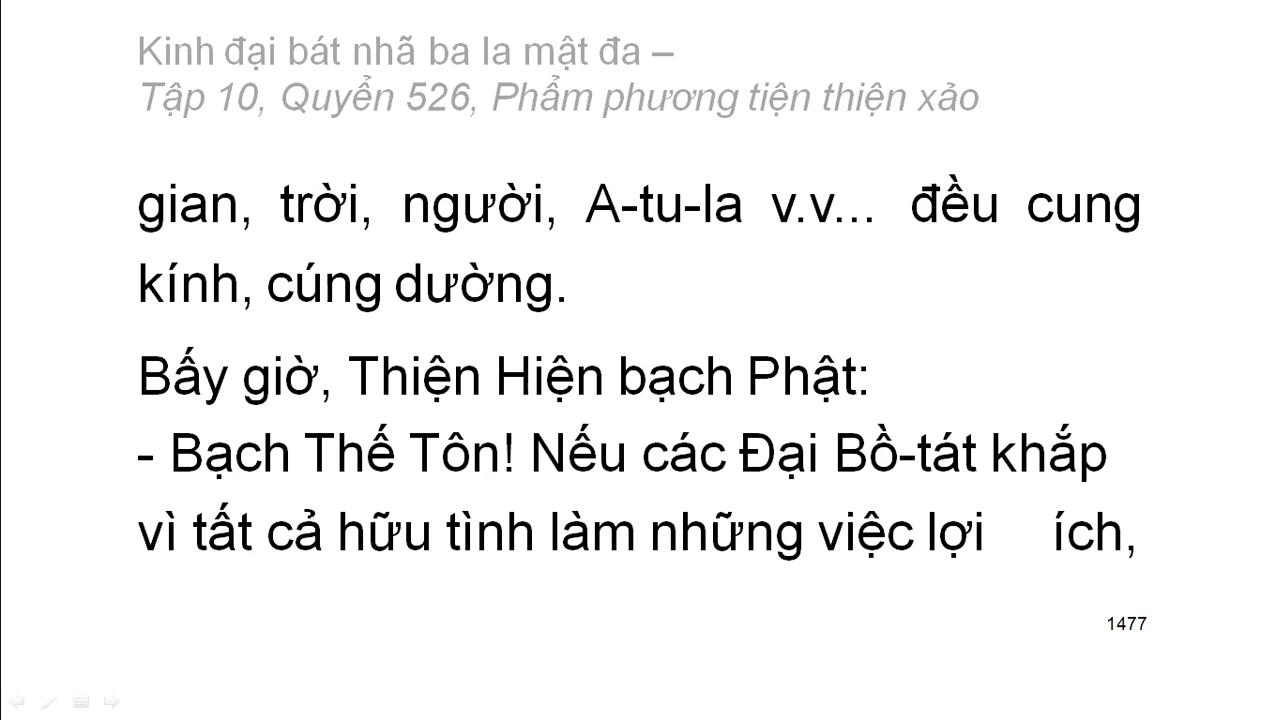 Kinh đại bát nhã ba la mật đa –
Tập 10, Quyển 526, Phẩm phương tiện thiện xảo
gian, trời, người, A-tu-la v.v... đều cung
kính, cúng dường.
Bấy giờ, Thiện Hiện bạch Phật:
- Bạch Thế Tôn! Nếu các Đại Bồ-tát khắp
vì tất cả hữu tình làm những việc lợi ích,
1477